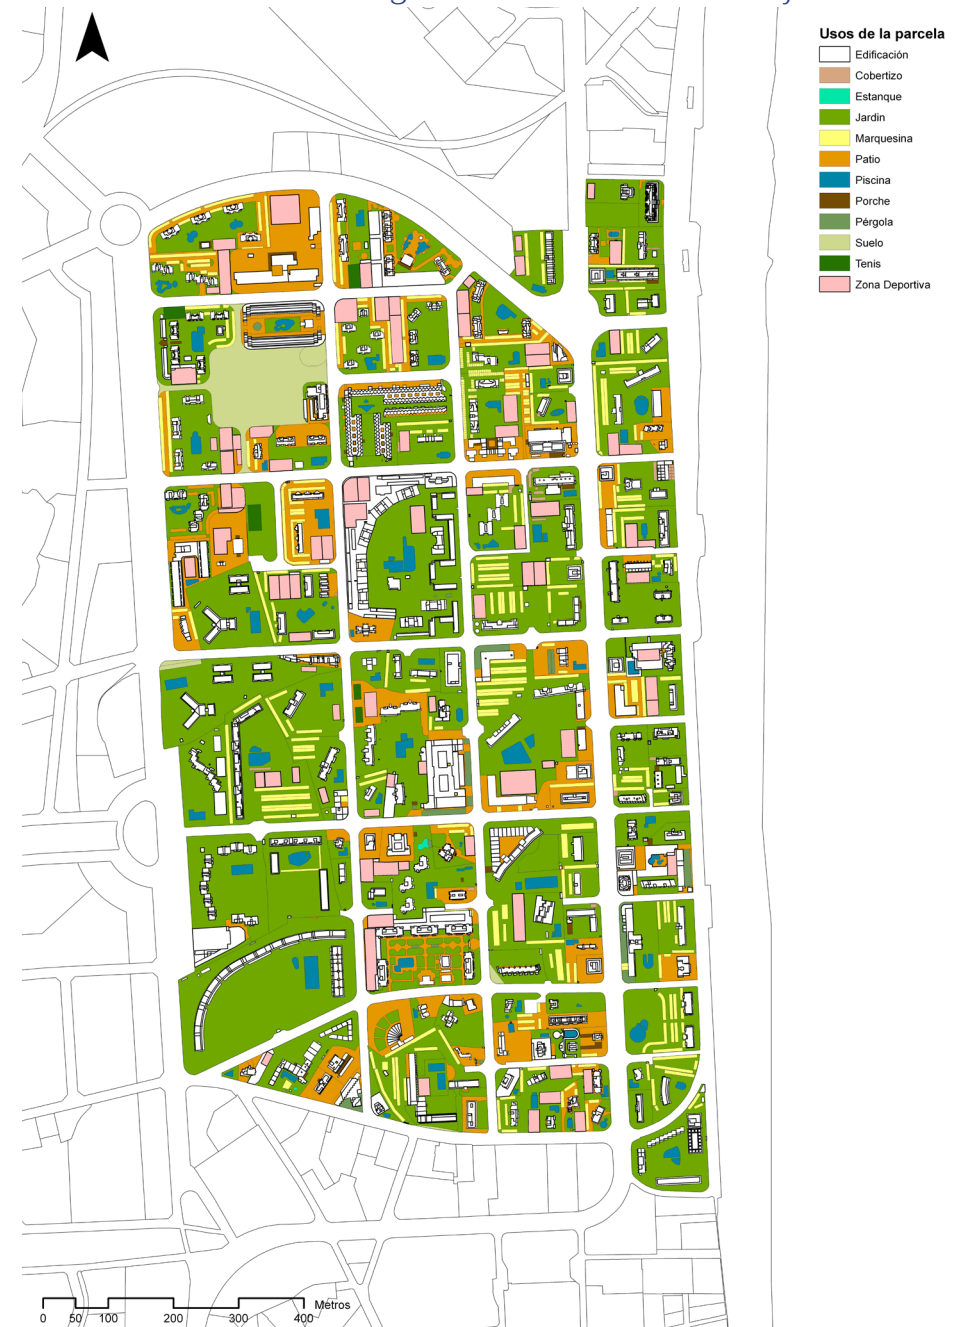 Usos de la parcela
Edificación
Cobertizo
Estanque
Jardin
Marquesina
Patio
Piscina
Porche
Pérgola
Suelo
Tenis
Zona Deportiva
Metros
0 50 100 200 300 400